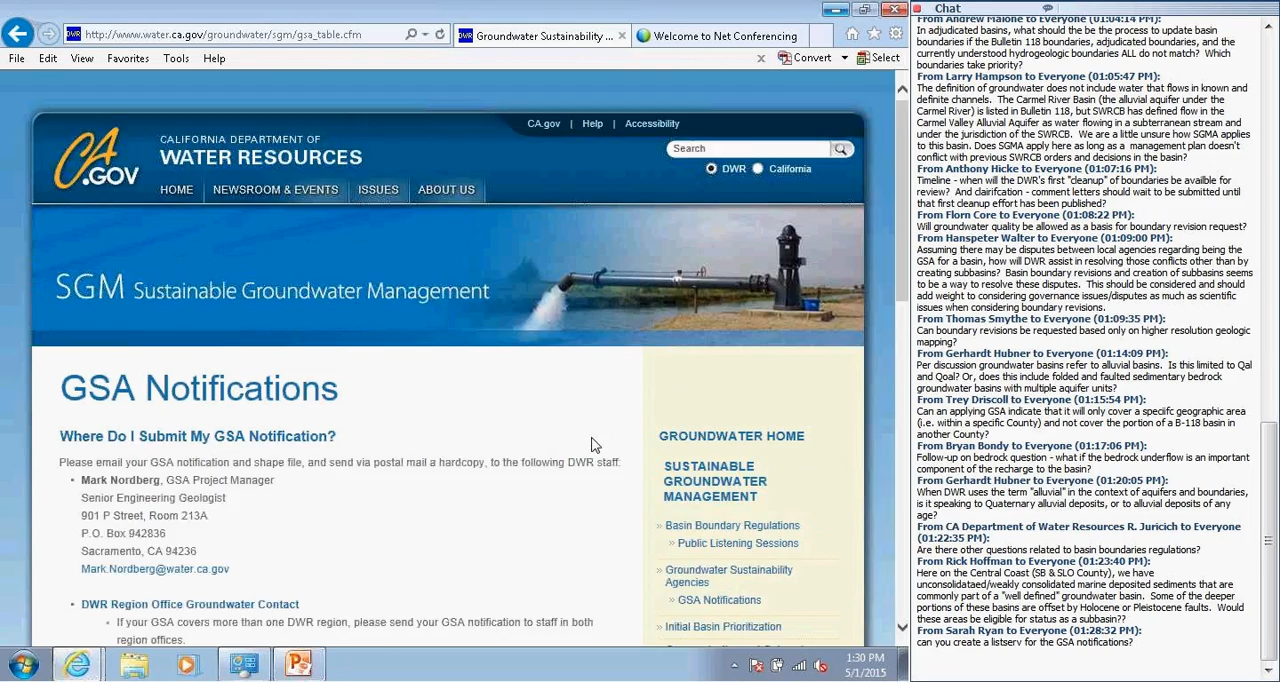 http://www.water.ca.gov/groundwater/sgm/gsa_table.cfm
DWR Groundwater Sustainability ...
Welcome to Net Conferencing
File Edit View Favorites Tools Help
x Convert Select
CA.gov | Help | Accessibility
CA.GOV
CALIFORNIA DEPARTMENT OF
WATER RESOURCES
Search
DWR California
HOME NEWSROOM & EVENTS ISSUES ABOUT US
SGM Sustainable Groundwater Management
GSA Notifications
Where Do I Submit My GSA Notification?
Please email your GSA notification and shape file, and send via postal mail a hardcopy, to the following DWR staff:
Mark Nordberg, GSA Project Manager
Senior Engineering Geologist
901 P Street, Room 213A
P.O. Box 942836
Sacramento, CA 94236
Mark.Nordberg@water.ca.gov
DWR Region Office Groundwater Contact
If your GSA covers more than one DWR region, please send your GSA notification to staff in both
region offices.
GROUNDWATER HOME
SUSTAINABLE
GROUNDWATER
MANAGEMENT
» Basin Boundary Regulations
» Public Listening Sessions
» Groundwater Sustainability
Agencies
» GSA Notifications
» Initial Basin Prioritization
1:30 PM
5/1/2015
Chat
From Andrew Malone to Everyone (01:04:14 PM):
In adjudicated basin, what should the be the process to update basin
boundaries if the Bulletin 118 boundaries, adjudicated boundaries, and the
currently understood hydrogeologic boundaries ALL do not match? Which
boundaries take priority?
From Larry Hampson to Everyone (01:05:47 PM):
The definition of groundwater does not include water that flows in known and
definite channels. The Carmel River Basin (the alluvial aquifer under the
Carmel River) is listed in Bulletin 118, but SWRCB has defined flow in the
Carmel Valley Alluvial Aquifer as water flowing in a subterranean stream and
under the jurisdiction of the SWRCB. We are a little unsure how SGMA applies
to this basin. Does SGMA apply here as long as a management plan doesn't
conflict with previous SWRCB orders and decisions in the basin?
From Anthony Hicke to Everyone (01:07:16 PM):
Timeline - when will the DWR's first "cleanup" of boundaries be availble for
review? And dairifcation - comment letters should wait to be submitted until
that first cleanup effort has been published?
From Florn Core to Everyone (01:08:22 PM):
Will groundwater quality be allowed as a basis for boundary revision request?
From Hanspeter Walter to Everyone (01:09:00 PM):
Assuming there may be disputes between local agencies regarding being the
GSA for a basin, how will DWR assist in resolving those conflicts other than by
creating subbasins? Basin boundary revisions and creation of subbasins seems
to be a way to resolve these disputes. This should be considered and should
add weight to considering governance issues/disputes as much as scientific
issues when considering boundary revisions.
From Thomas Smythe to Everyone (01:09:35 PM):
Can boundary revisions be requested based only on higher resolution geologic
mapping?
From Gerhardt Hubner to Everyone (01:14:09 PM):
Per discussion groundwater basins refer to alluvial basins. Is this limited to Qal
and Qoal? Or, does this include folded and faulted sedimentary bedrock
groundwater basins with multiple aquifer units?
From Trey Driscoll to Everyone (01:15:54 PM):
Can an applying GSA indicate that it will only cover a specifc geographic area
(i.e. within a specific County) and not cover the portion of a B-118 basin in
another County?
From Bryan Bondy to Everyone (01:17:06 PM):
Follow-up on bedrock question - what if the bedrock underflow is an important
component of the recharge to the basin?
From Gerhardt Hubner to Everyone (01:20:05 PM):
When DWR uses the term "alluvial" in the context of aquifers and boundaries,
is it speaking to Quaternary alluvial deposits, or to alluvial deposits of any
age?
From CA Department of Water Resources R. Juricich to Everyone
(01:22:35 PM):
Are there other questions related to basin boundaries regulations?
From Rick Hoffman to Everyone (01:23:40 PM):
Here on the Central Coast (SB & SLO County), we have
unconsolidataed/weakly consolidated marine deposited sediments that are
commonly part of a "well defined" groundwater basin. Some of the deeper
portions of these basins are offset by Holocene or Pleistocene faults. Would
these areas be eligible for status as a subbasin??
From Sarah Ryan to Everyone (01:28:32 PM):
can you create a listserv for the GSA notifications?